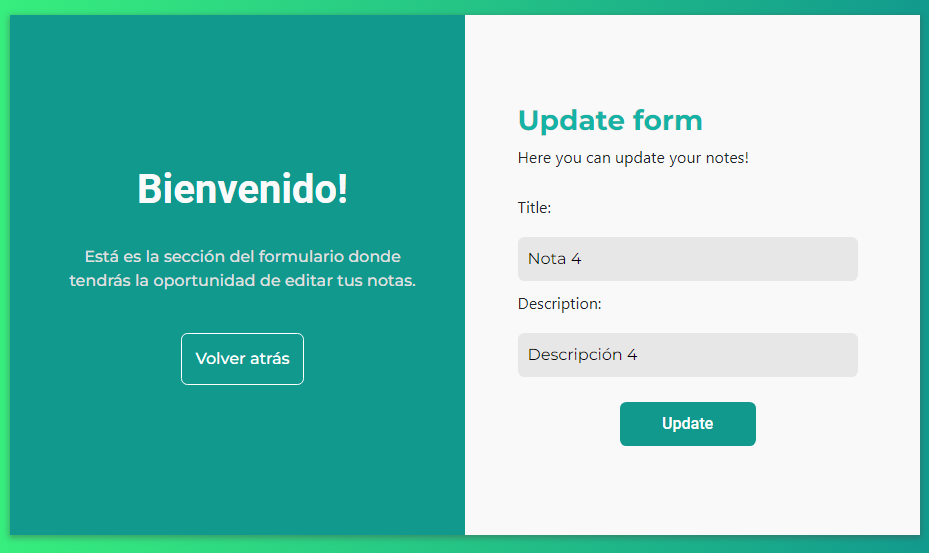 Bienvenido!
Está es la sección del formulario donde
tendrás la oportunidad de editar tus notas.
Volver atrás
Update form
Here you can update your notes!
Title:
Nota 4
Description:
Descripción 4
Update